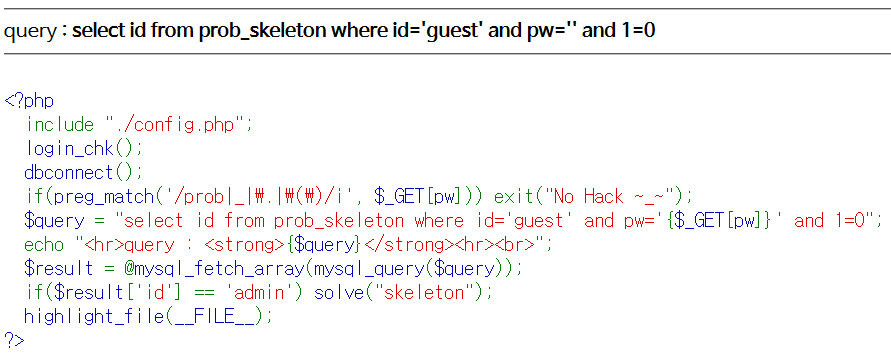 query : select id from prob_skeleton where id='guest' and pw='' and 1=0
<?php
include "./config.php";
login_chk();
dbconnect();
if(preg_match('/prob|_|₩.|₩(₩)/i', $_GET[pw])) exit("No Hack ~_~");
$query = "select id from prob_skeleton where id='guest' and pw='{$_GET[pw]}' and 1=0";
echo "<hr>query : <strong>{$query}</strong><hr><br>";
$result = @mysql_fetch_array(mysql_query($query));
if($result['id'] == 'admin') solve("skeleton");
highlight_file(__FILE__);
?>